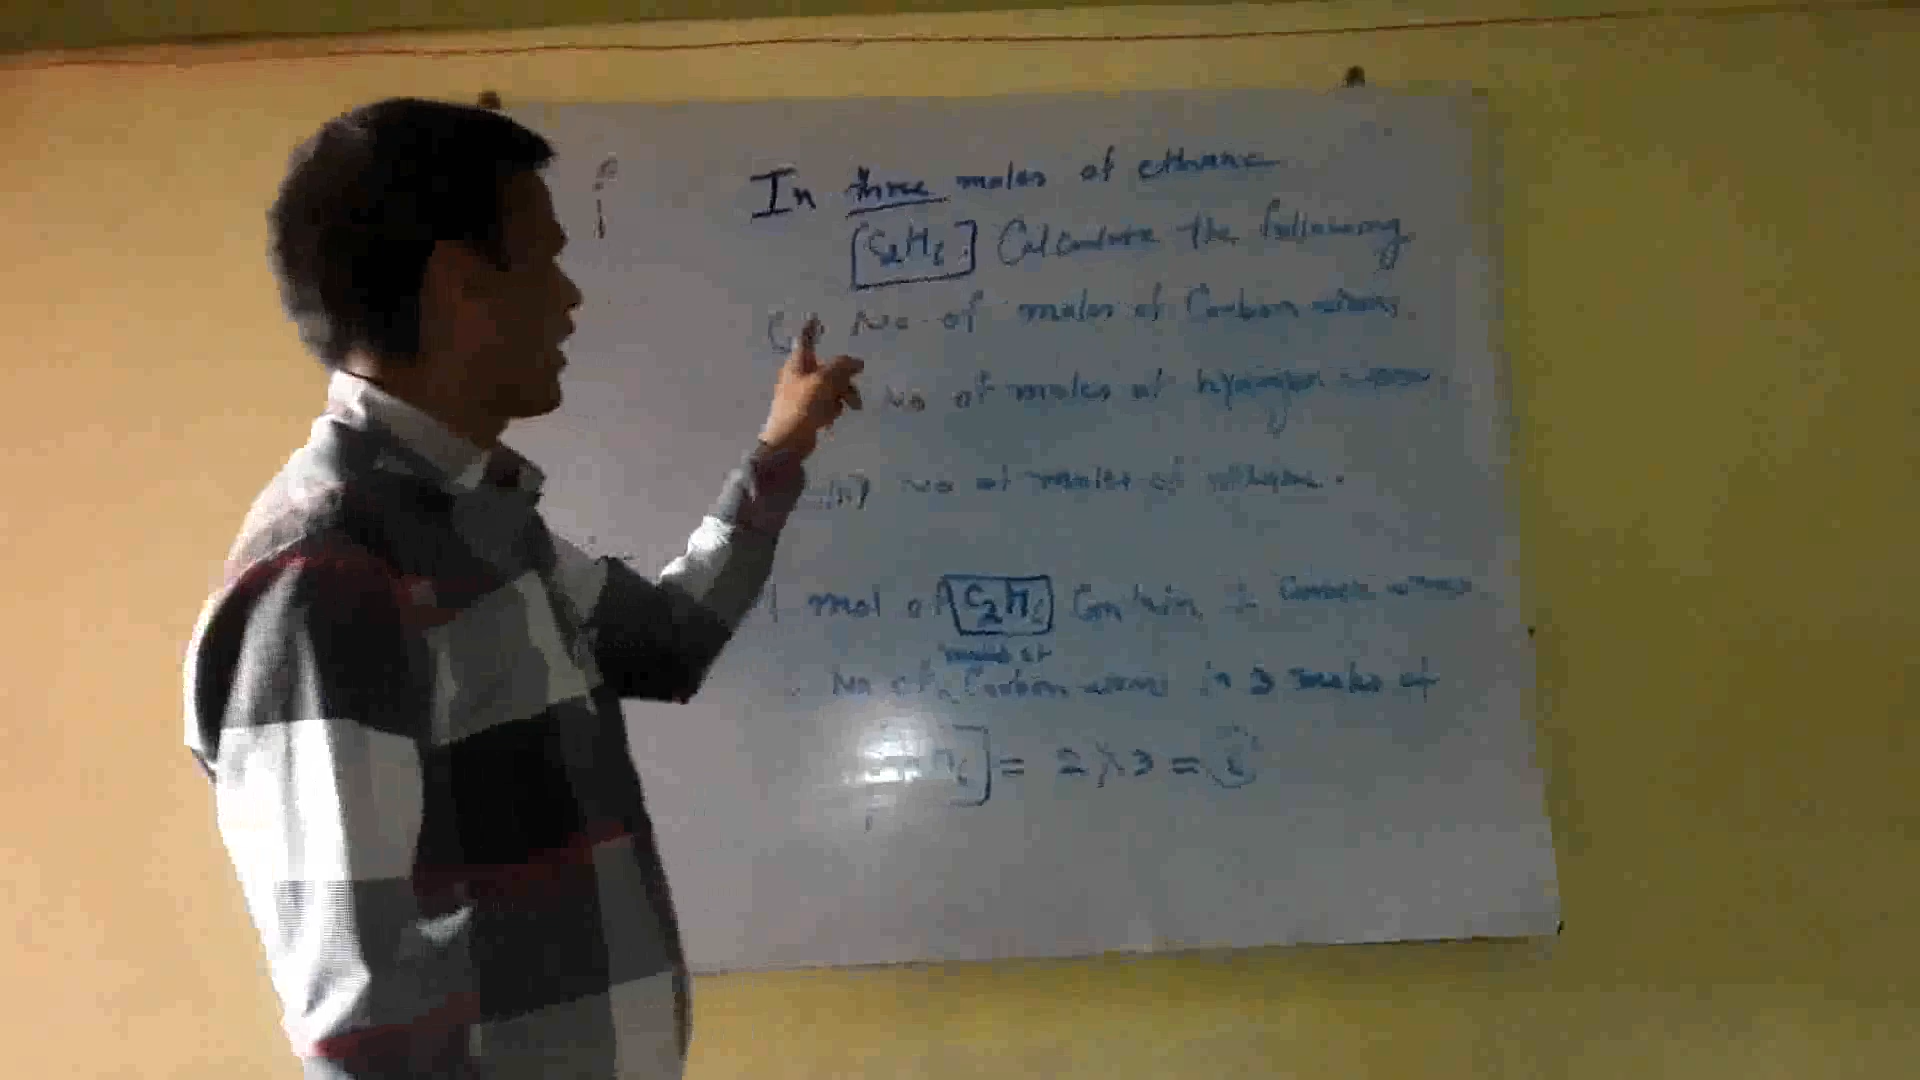 In three moles of ethane
[C2H6] Calculate the following
No of moles of Carbon atoms
No of moles of hydrogen atoms
(iii) No of moles of ethane.
1 mol of C2H6 Contain 2 Carbon atoms
moles of
No of Carbon atoms in 3 moles of
= 2 × 3 = 6